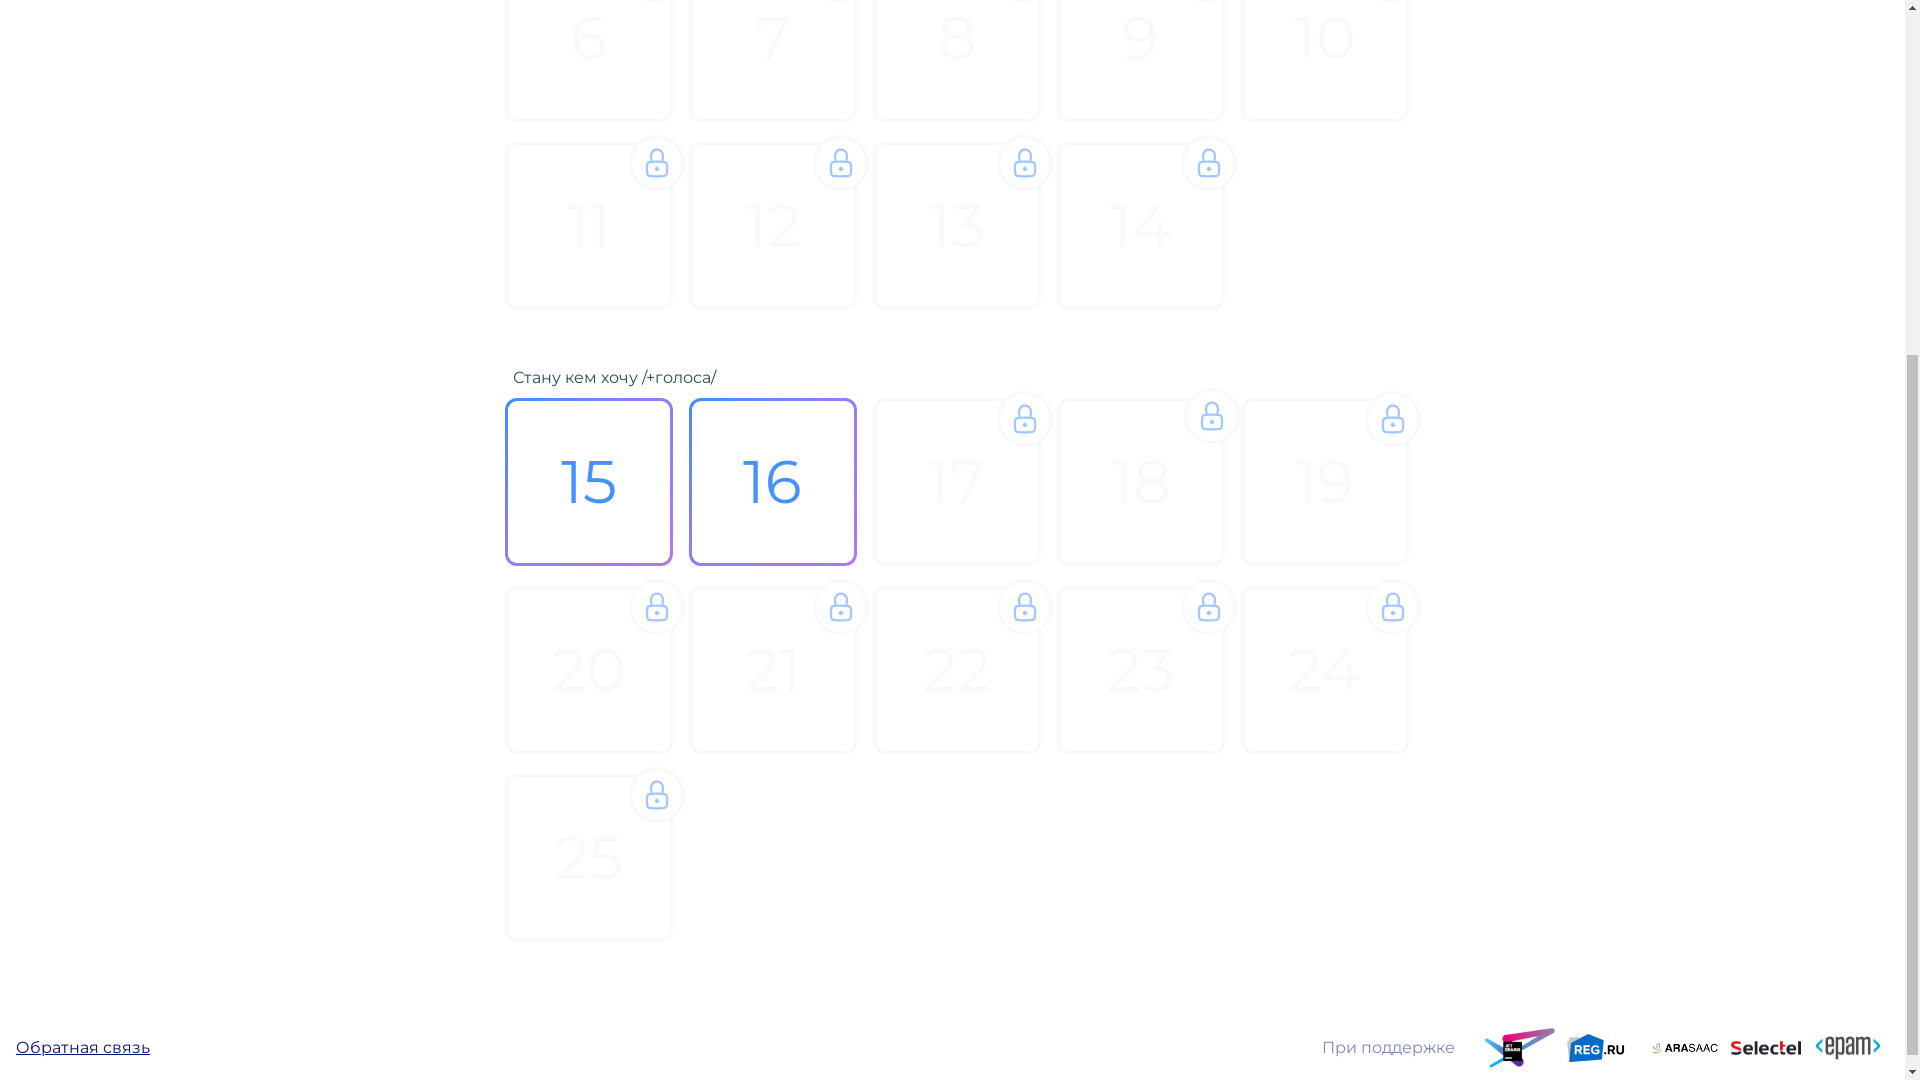 6 7 8 9 10
11 12 13 14
Стану кем хочу /+голоса/
15 16 17 18 19
20 21 22 23 24
25
Обратная связь
При поддержке
REG.RU
ARASAAC
Selectel
<epam>